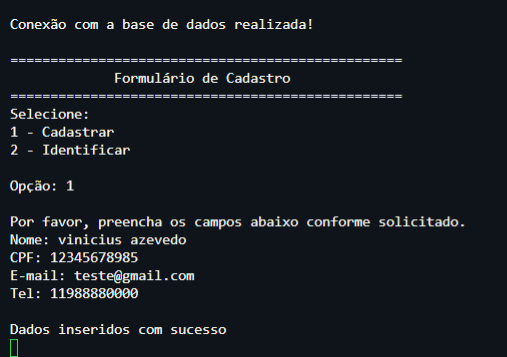 Conexão com a base de dados realizada!
=================================================
Formulário de Cadastro
=================================================
Selecione:
1 - Cadastrar
2 - Identificar
Opção: 1
Por favor, preencha os campos abaixo conforme solicitado.
Nome: vinicius azevedo
CPF: 12345678985
E-mail: teste@gmail.com
Tel: 11988880000
Dados inseridos com sucesso